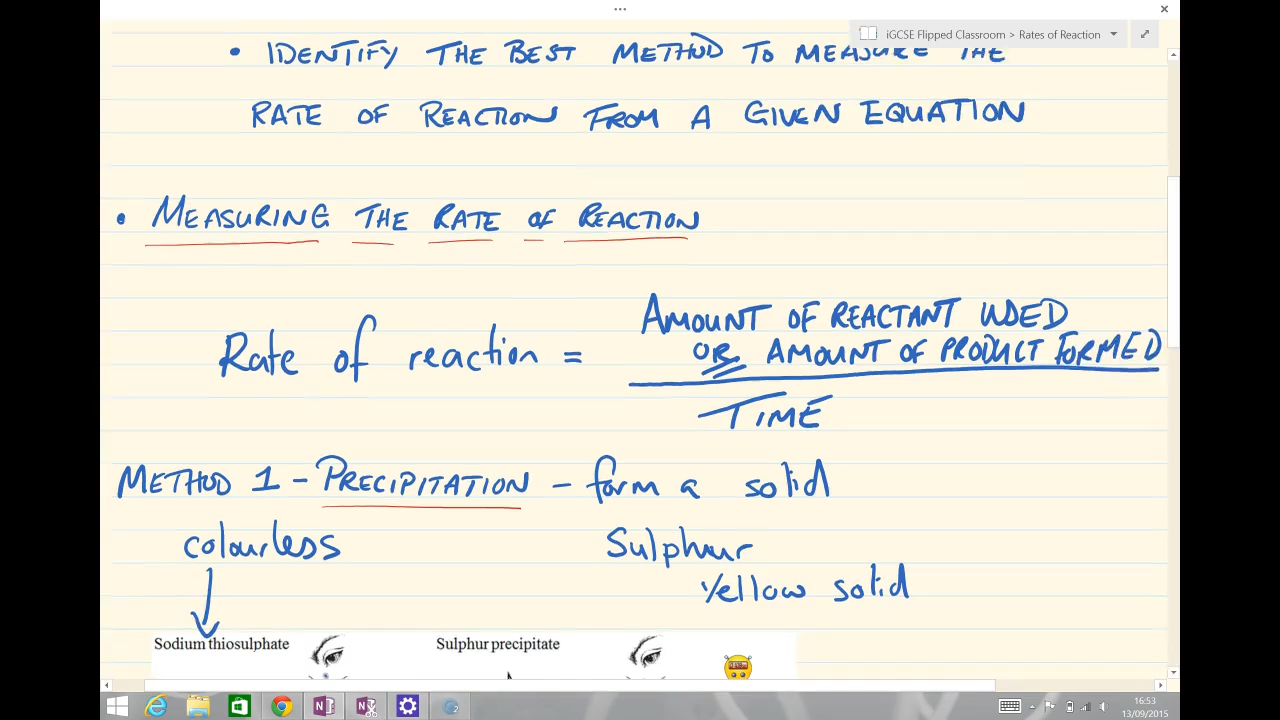 ...
iGCSE Flipped Classroom > Rates of Reaction
• IDENTIFY THE BEST METHOD TO MEASURE THE
RATE OF REACTION FROM A GIVEN EQUATION
• MEASURING THE RATE OF REACTION
AMOUNT OF REACTANT USED
OR AMOUNT OF PRODUCT FORMED
Rate of reaction =
TIME
METHOD 1 - PRECIPITATION - form a solid
colourless
Sulphur
Yellow solid
Sodium thiosulphate
Sulphur precipitate
16:53
13/09/2015